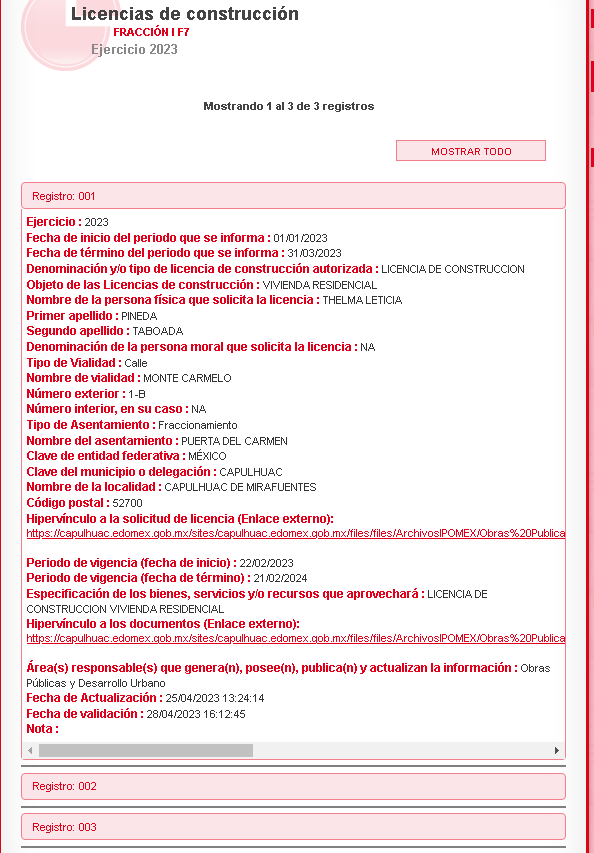 Licencias de construcción
FRACCIÓN I F7
Ejercicio 2023
Mostrando 1 al 3 de 3 registros
MOSTRAR TODO
Registro: 001
Ejercicio : 2023
Fecha de inicio del periodo que se informa : 01/01/2023
Fecha de término del periodo que se informa : 31/03/2023
Denominación y/o tipo de licencia de construcción autorizada : LICENCIA DE CONSTRUCCION
Objeto de las Licencias de construcción : VIVIENDA RESIDENCIAL
Nombre de la persona física que solicita la licencia : THELMA LETICIA
Primer apellido : PINEDA
Segundo apellido : TABOADA
Denominación de la persona moral que solicita la licencia : NA
Tipo de Vialidad : Calle
Nombre de vialidad : MONTE CARMELO
Número exterior : 1-B
Número interior, en su caso : NA
Tipo de Asentamiento : Fraccionamiento
Nombre del asentamiento : PUERTA DEL CARMEN
Clave de entidad federativa : MÉXICO
Clave del municipio o delegación : CAPULHUAC
Nombre de la localidad : CAPULHUAC DE MIRAFUENTES
Código postal : 52700
Hipervínculo a la solicitud de licencia (Enlace externo):
https://capulhuac.edomex.gob.mx/sites/capulhuac.edomex.gob.mx/files/files/ArchivosIPOMEX/Obras%20Publica
Periodo de vigencia (fecha de inicio) : 22/02/2023
Periodo de vigencia (fecha de término) : 21/02/2024
Especificación de los bienes, servicios y/o recursos que aprovechará : LICENCIA DE
CONSTRUCCION VIVIENDA RESIDENCIAL
Hipervínculo a los documentos (Enlace externo):
https://capulhuac.edomex.gob.mx/sites/capulhuac.edomex.gob.mx/files/files/ArchivosIPOMEX/Obras%20Publica
Área(s) responsable(s) que genera(n), posee(n), publica(n) y actualizan la información : Obras
Públicas y Desarrollo Urbano
Fecha de Actualización : 25/04/2023 13:24:14
Fecha de validación : 28/04/2023 16:12:45
Nota :
Registro: 002
Registro: 003